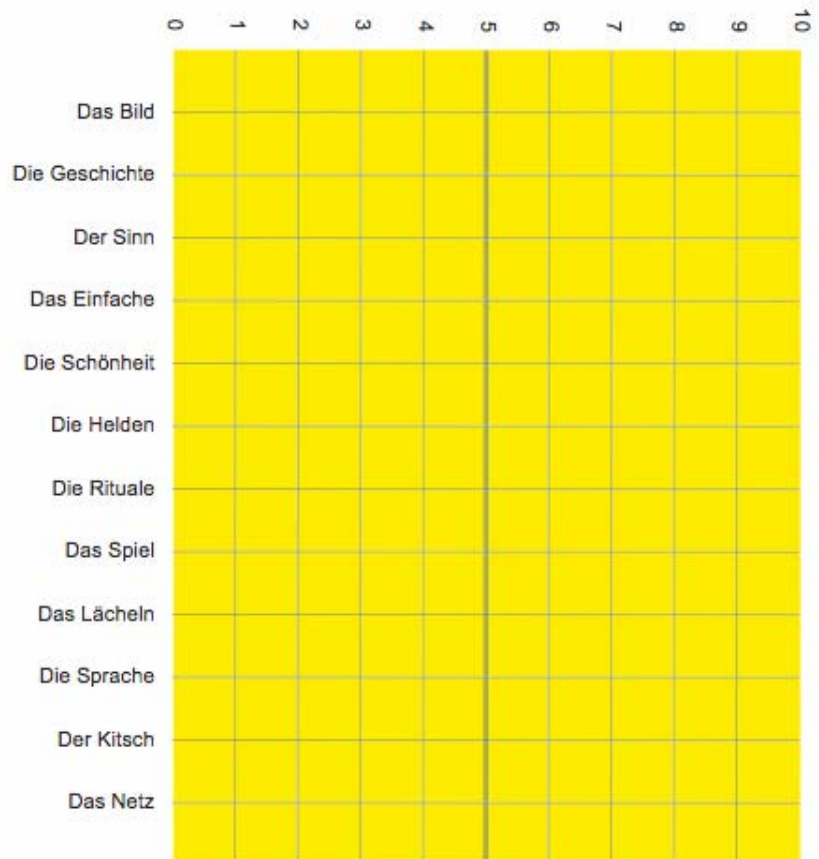 0 1 2 3 4 5 6 7 8 9 10
Das Bild
Die Geschichte
Der Sinn
Das Einfache
Die Schönheit
Die Helden
Die Rituale
Das Spiel
Das Lächeln
Die Sprache
Der Kitsch
Das Netz